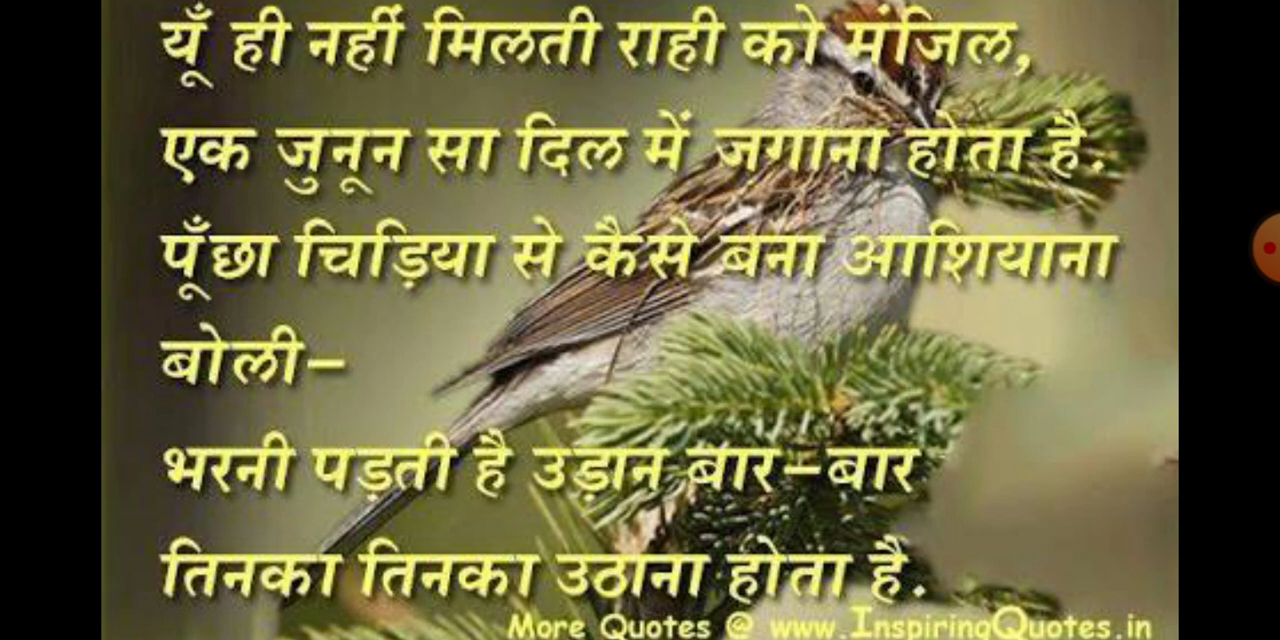 यूँ ही नहीं मिलती राही को मंजिल,
एक जुनून सा दिल में जगाना होता है.
पूँछा चिड़िया से कैसे बना आशियाना
बोली-
भरनी पड़ती है उड़ान बार-बार
तिनका तिनका उठाना होता है.
More Quotes @ www.InspiringQuotes.in